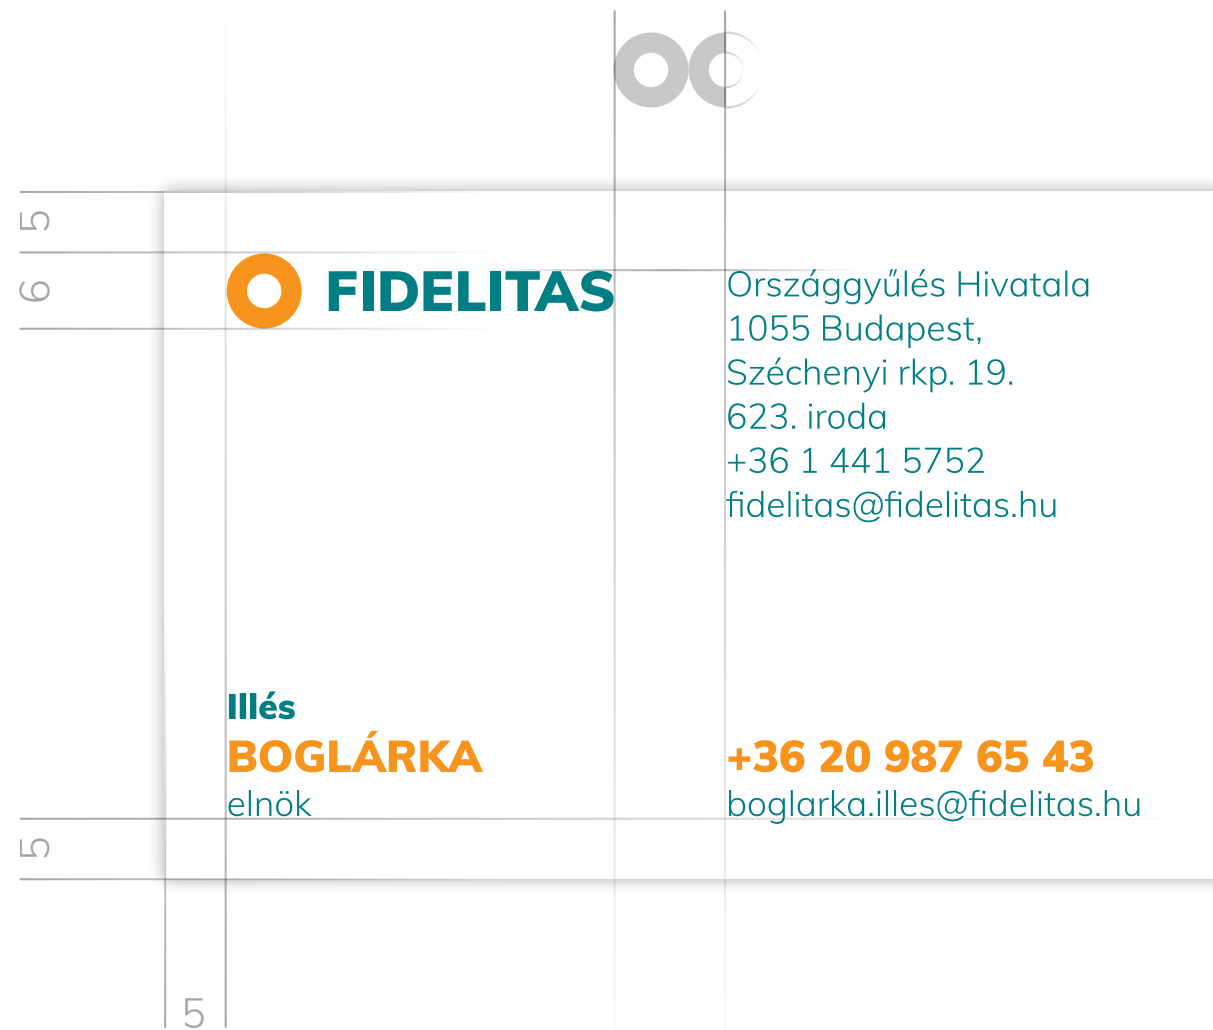 5
6
FIDELITAS
Országgyűlés Hivatala
1055 Budapest,
Széchenyi rkp. 19.
623. iroda
+36 1 441 5752
fidelitas@fidelitas.hu
Illés
BOGLÁRKA
elnök
+36 20 987 65 43
boglarka.illes@fidelitas.hu
5
5